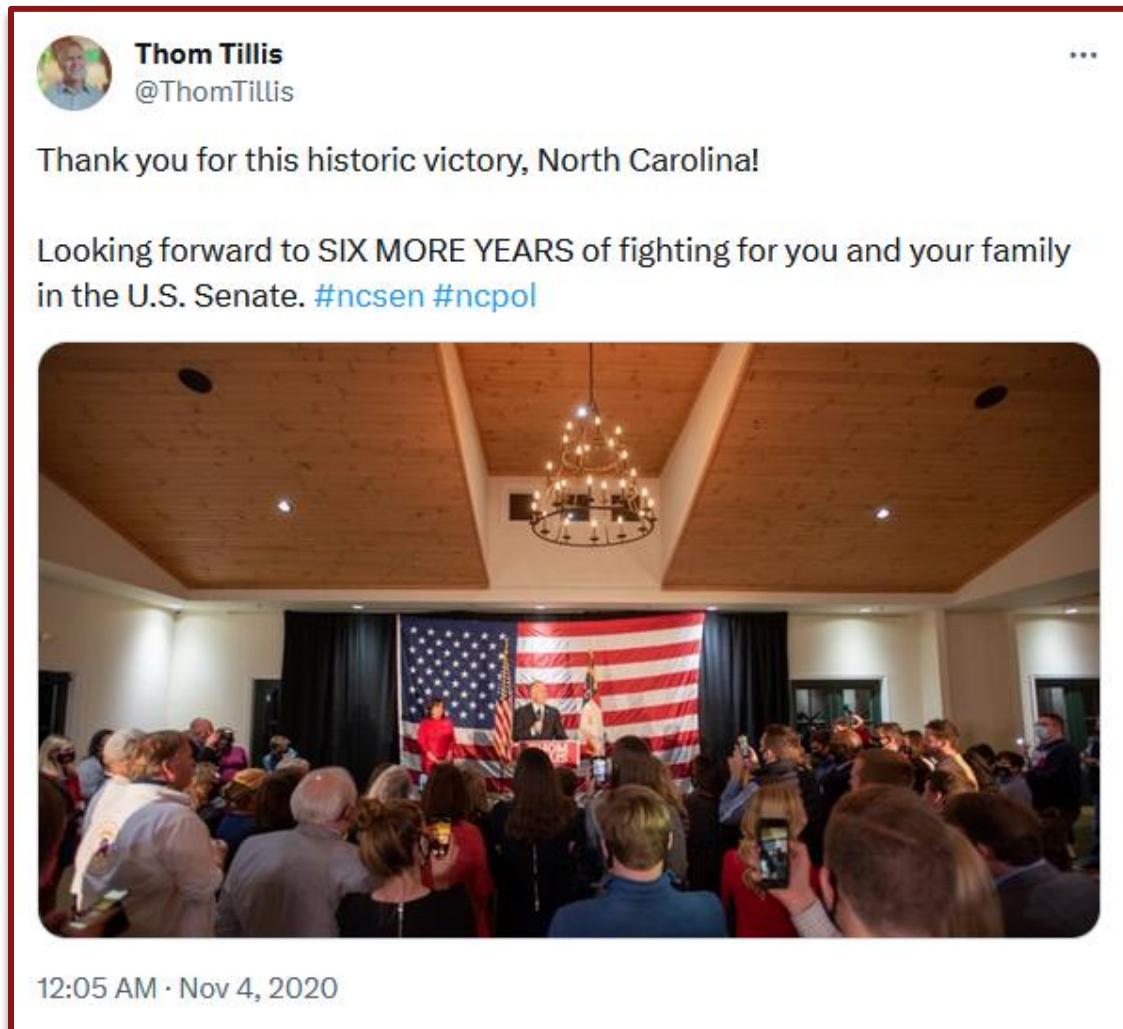 Thom Tillis
@ThomTillis
Thank you for this historic victory, North Carolina!
Looking forward to SIX MORE YEARS of fighting for you and your family
in the U.S. Senate. #ncsen #ncpol
THOM
12:05 AM · Nov 4, 2020